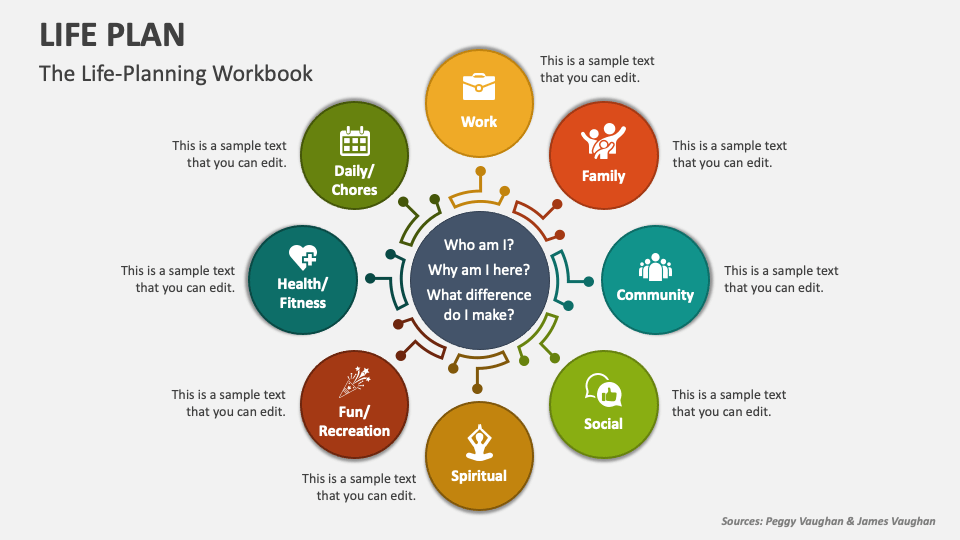 LIFE PLAN
The Life-Planning Workbook
Work
This is a sample text
that you can edit.
Family
This is a sample text
that you can edit.
Community
This is a sample text
that you can edit.
Social
This is a sample text
that you can edit.
Spiritual
This is a sample text
that you can edit.
Fun/
Recreation
This is a sample text
that you can edit.
Health/
Fitness
This is a sample text
that you can edit.
Daily/
Chores
This is a sample text
that you can edit.
Who am I?
Why am I here?
What difference
do I make?
Sources: Peggy Vaughan & James Vaughan